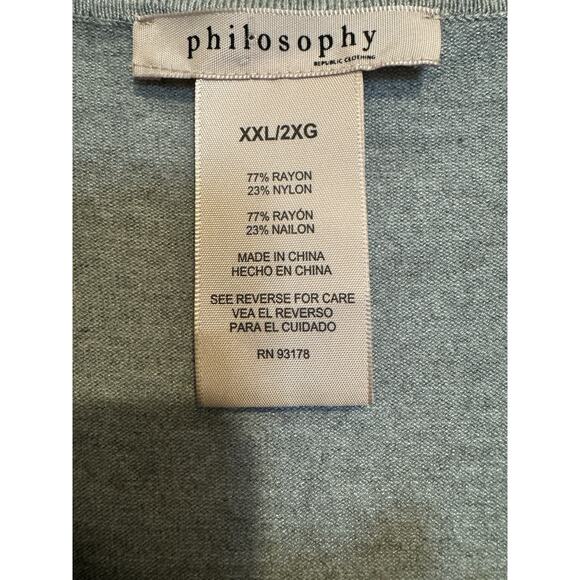 philosophy
REPUBLIC CLOTHING
XXL/2XG
77% RAYON
23% NYLON
77% RAYÓN
23% NAILON
MADE IN CHINA
HECHO EN CHINA
SEE REVERSE FOR CARE
VEA EL REVERSO
PARA EL CUIDADO
RN 93178